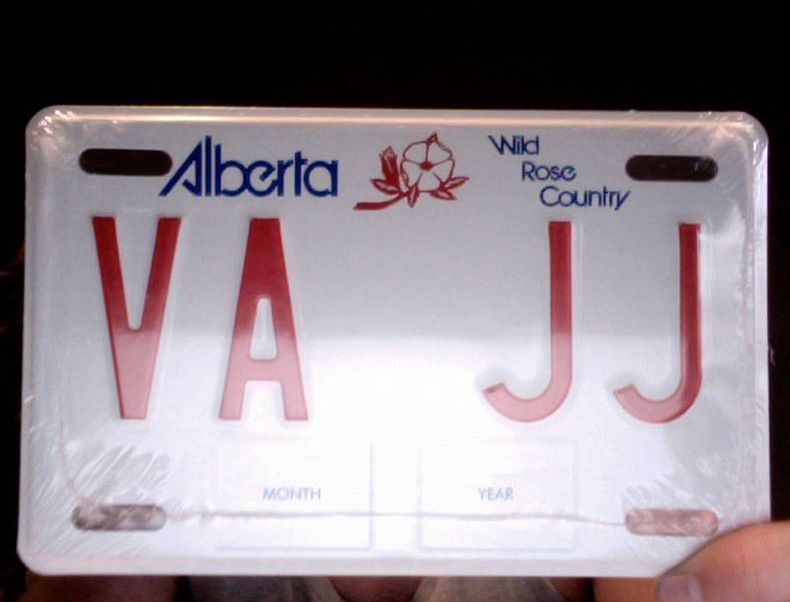 Alberta
Wild
Rose
Country
VA JJ
MONTH YEAR